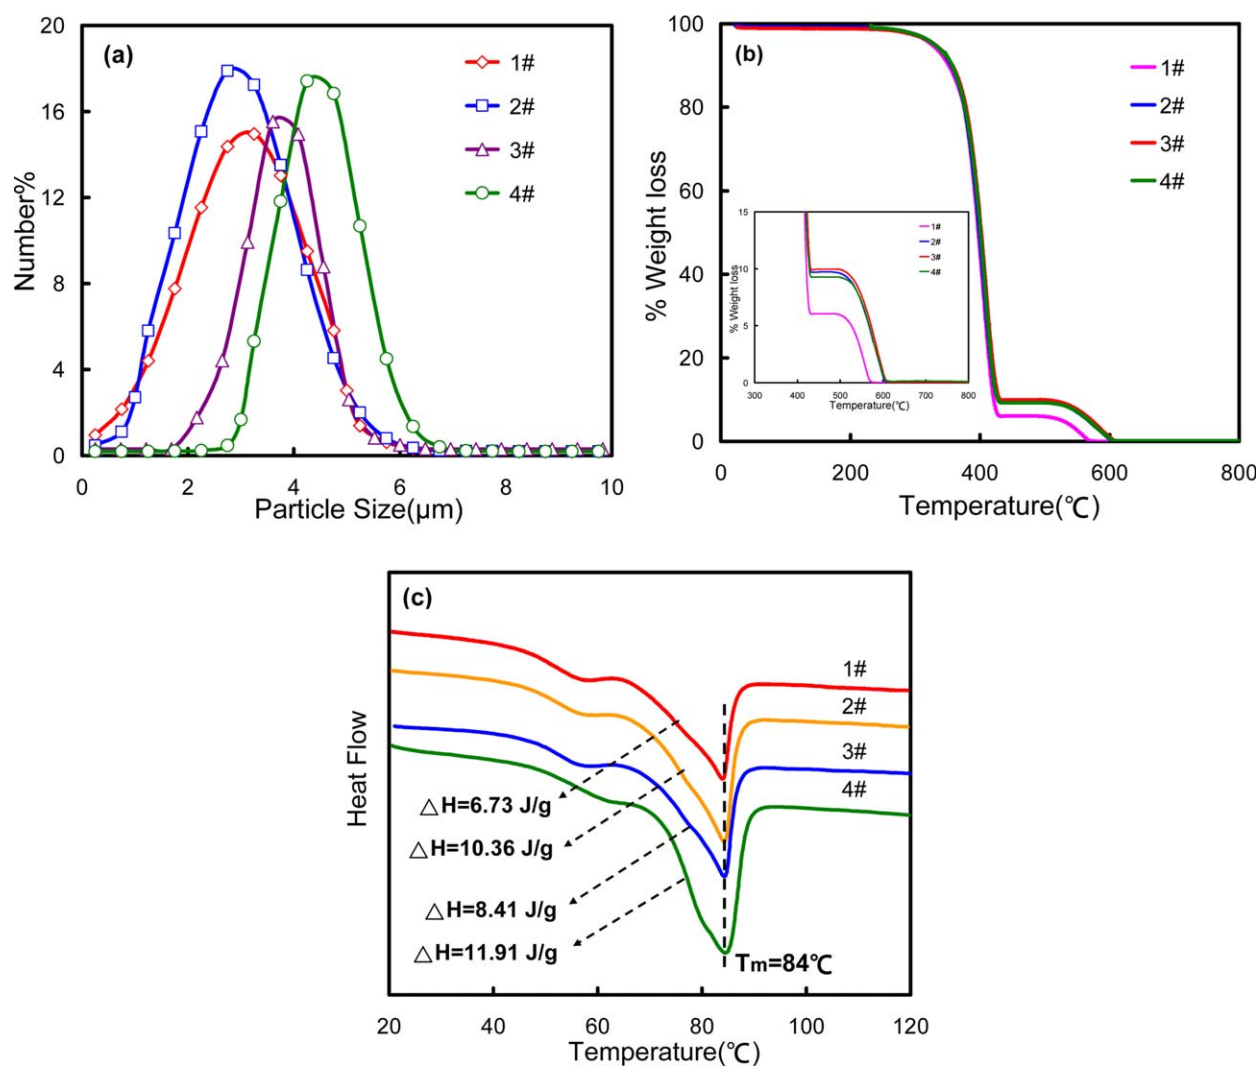 (a)
20
16
12
8
4
0
Number%
1#
2#
3#
4#
0 2 4 6 8 10
Particle Size(μm)
(b)
100
80
60
40
20
0
% Weight loss
1#
2#
3#
4#
15
10
5
0
% Weight loss
1#
2#
3#
4#
300 400 500 600 700 800
Temperature(℃)
0 200 400 600 800
Temperature(℃)
(c)
Heat Flow
1#
2#
3#
4#
△H=6.73 J/g
△H=10.36 J/g
△H=8.41 J/g
△H=11.91 J/g
Tm=84℃
20 40 60 80 100 120
Temperature(℃)